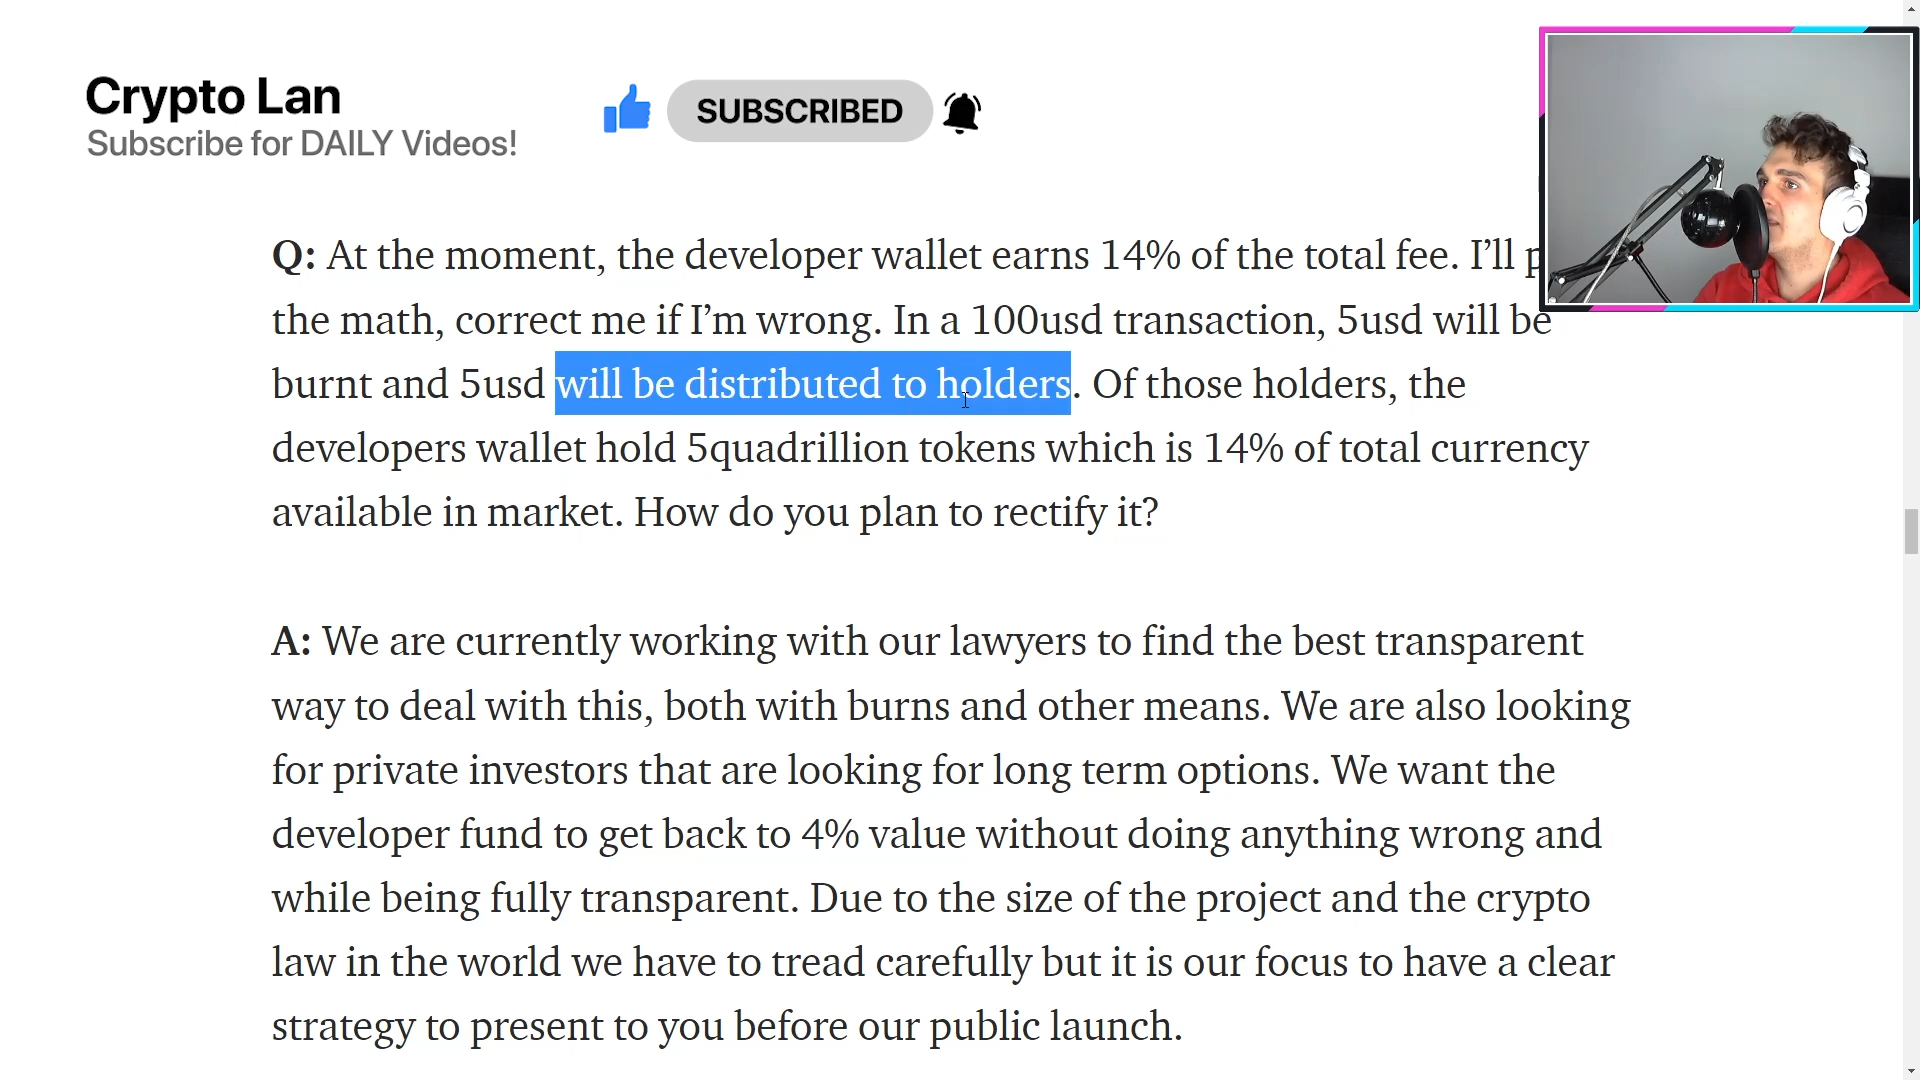 Crypto Lan
Subscribe for DAILY Videos!
SUBSCRIBED
Q: At the moment, the developer wallet earns 14% of the total fee. I’ll
the math, correct me if I’m wrong. In a 100usd transaction, 5usd will be
burnt and 5usd will be distributed to holders. Of those holders, the
developers wallet hold 5quadrillion tokens which is 14% of total currency
available in market. How do you plan to rectify it?
A: We are currently working with our lawyers to find the best transparent
way to deal with this, both with burns and other means. We are also looking
for private investors that are looking for long term options. We want the
developer fund to get back to 4% value without doing anything wrong and
while being fully transparent. Due to the size of the project and the crypto
law in the world we have to tread carefully but it is our focus to have a clear
strategy to present to you before our public launch.